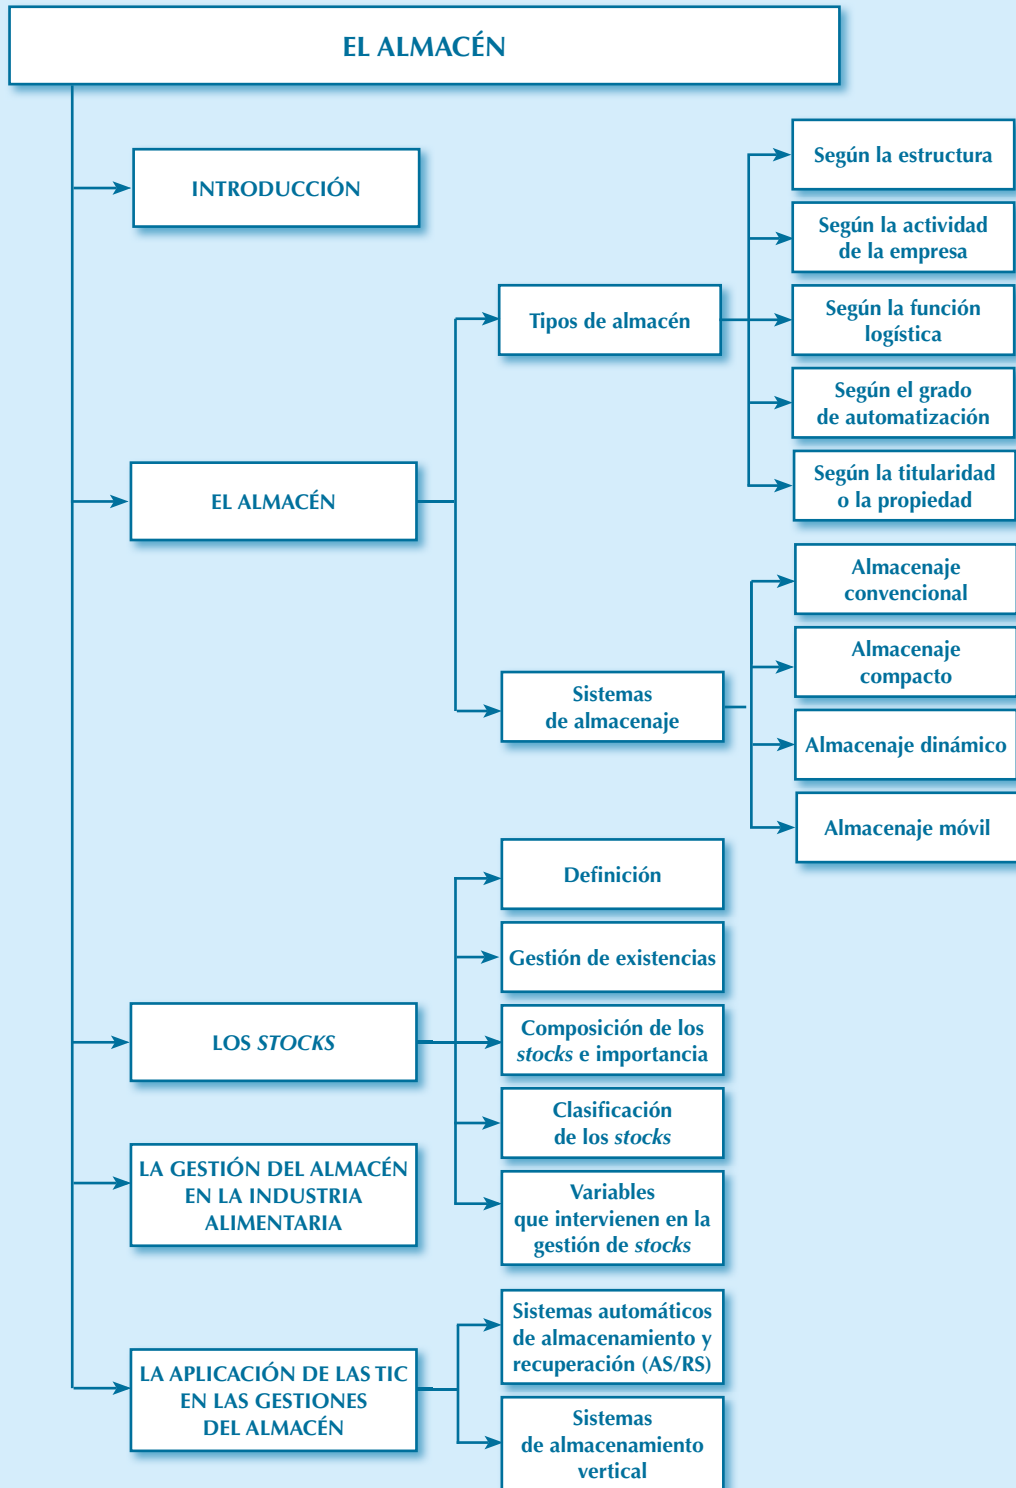 EL ALMACÉN
INTRODUCCIÓN
EL ALMACÉN
Tipos de almacén
Según la estructura
Según la actividad
de la empresa
Según la función
logística
Según el grado
de automatización
Según la titularidad
o la propiedad
Sistemas
de almacenaje
Almacenaje
convencional
Almacenaje
compacto
Almacenaje dinámico
Almacenaje móvil
LOS STOCKS
Definición
Gestión de existencias
Composición de los
stocks e importancia
Clasificación
de los stocks
Variables
que intervienen en la
gestión de stocks
LA GESTIÓN DEL ALMACÉN
EN LA INDUSTRIA
ALIMENTARIA
LA APLICACIÓN DE LAS TIC
EN LAS GESTIONES
DEL ALMACÉN
Sistemas automáticos
de almacenamiento y
recuperación (AS/RS)
Sistemas
de almacenamiento
vertical